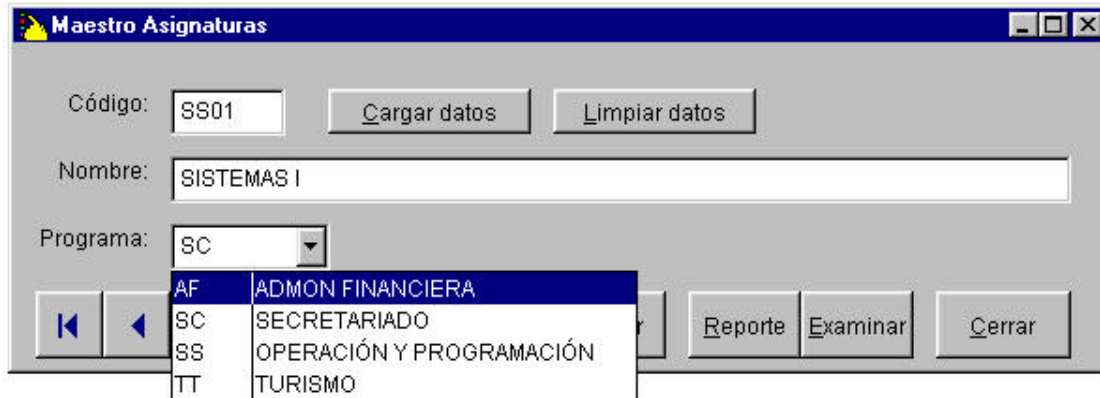 Maestro Asignaturas
Código: SS01 Cargar datos Limpiar datos
Nombre: SISTEMAS I
Programa: SC
AF ADMON FINANCIERA
SC SECRETARIADO
SS OPERACIÓN Y PROGRAMACIÓN
TT TURISMO
Reporte Examinar Cerrar